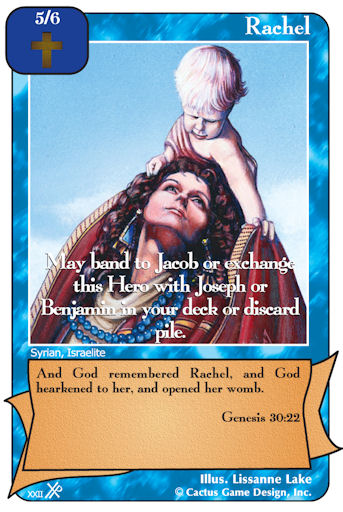 5/6
Rachel
May band to Jacob or exchange
this Hero with Joseph or
Benjamin in your deck or discard
pile.
Syrian, Israelite
And God remembered Rachel, and God
hearkened to her, and opened her womb.
Genesis 30:22
XXII
Illus. Lissanne Lake
© Cactus Game Design, Inc.